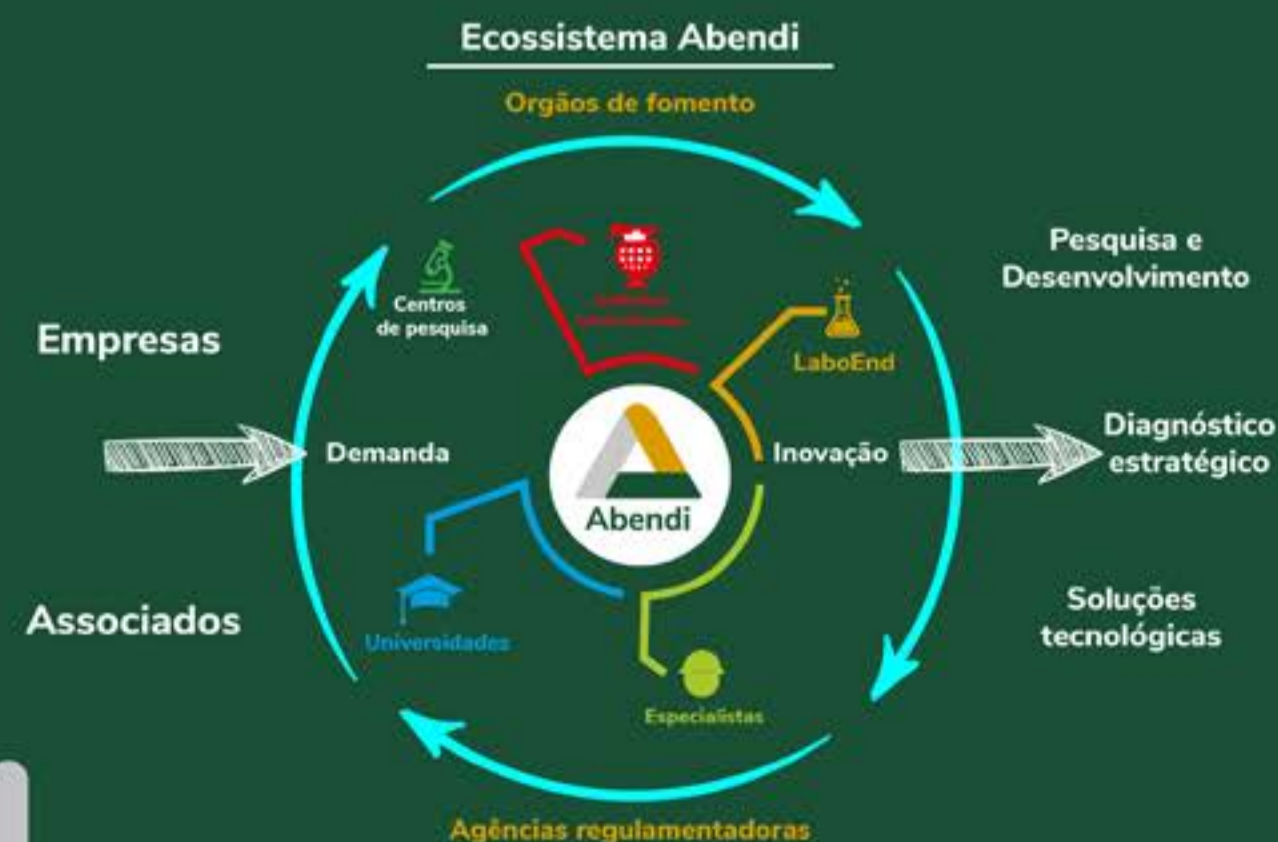 Ecossistema Abendi
Orgãos de fomento
Centros
de pesquisa
LaboEnd
Pesquisa e
Desenvolvimento
Empresas
Demanda
Abendi
Inovação
Diagnóstico
estratégico
Associados
Universidades
Especialistas
Soluções
tecnológicas
Agências regulamentadoras